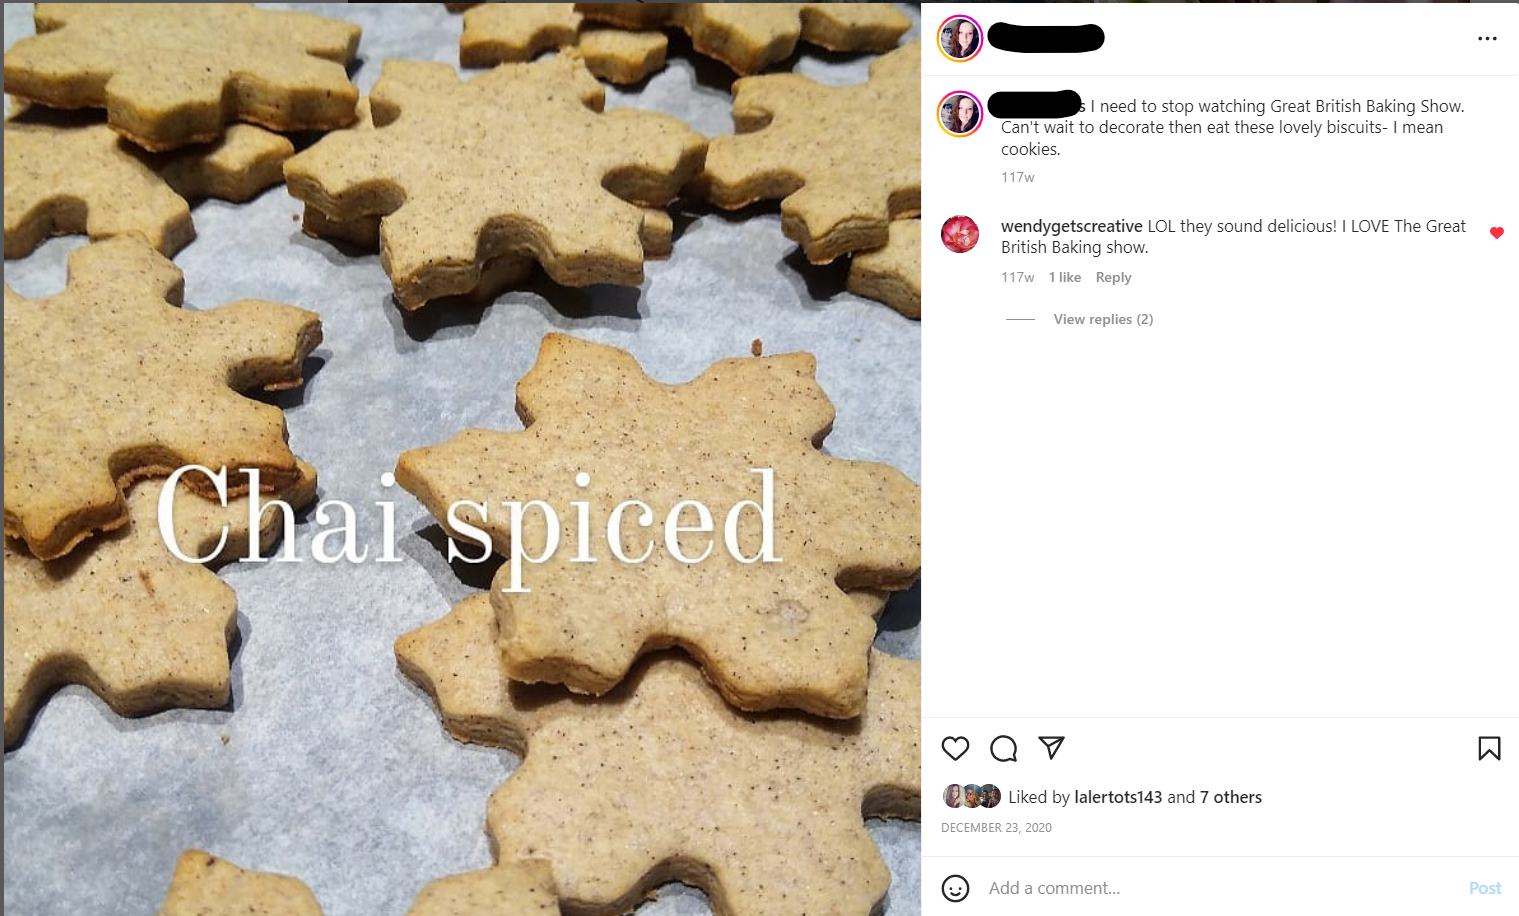 Chai spiced
s I need to stop watching Great British Baking Show.
Can't wait to decorate then eat these lovely biscuits- I mean
cookies.
117w
wendygetscreative LOL they sound delicious! I LOVE The Great
British Baking show.
117w 1 like Reply
View replies (2)
Liked by lalertots143 and 7 others
DECEMBER 23, 2020
Add a comment...
Post